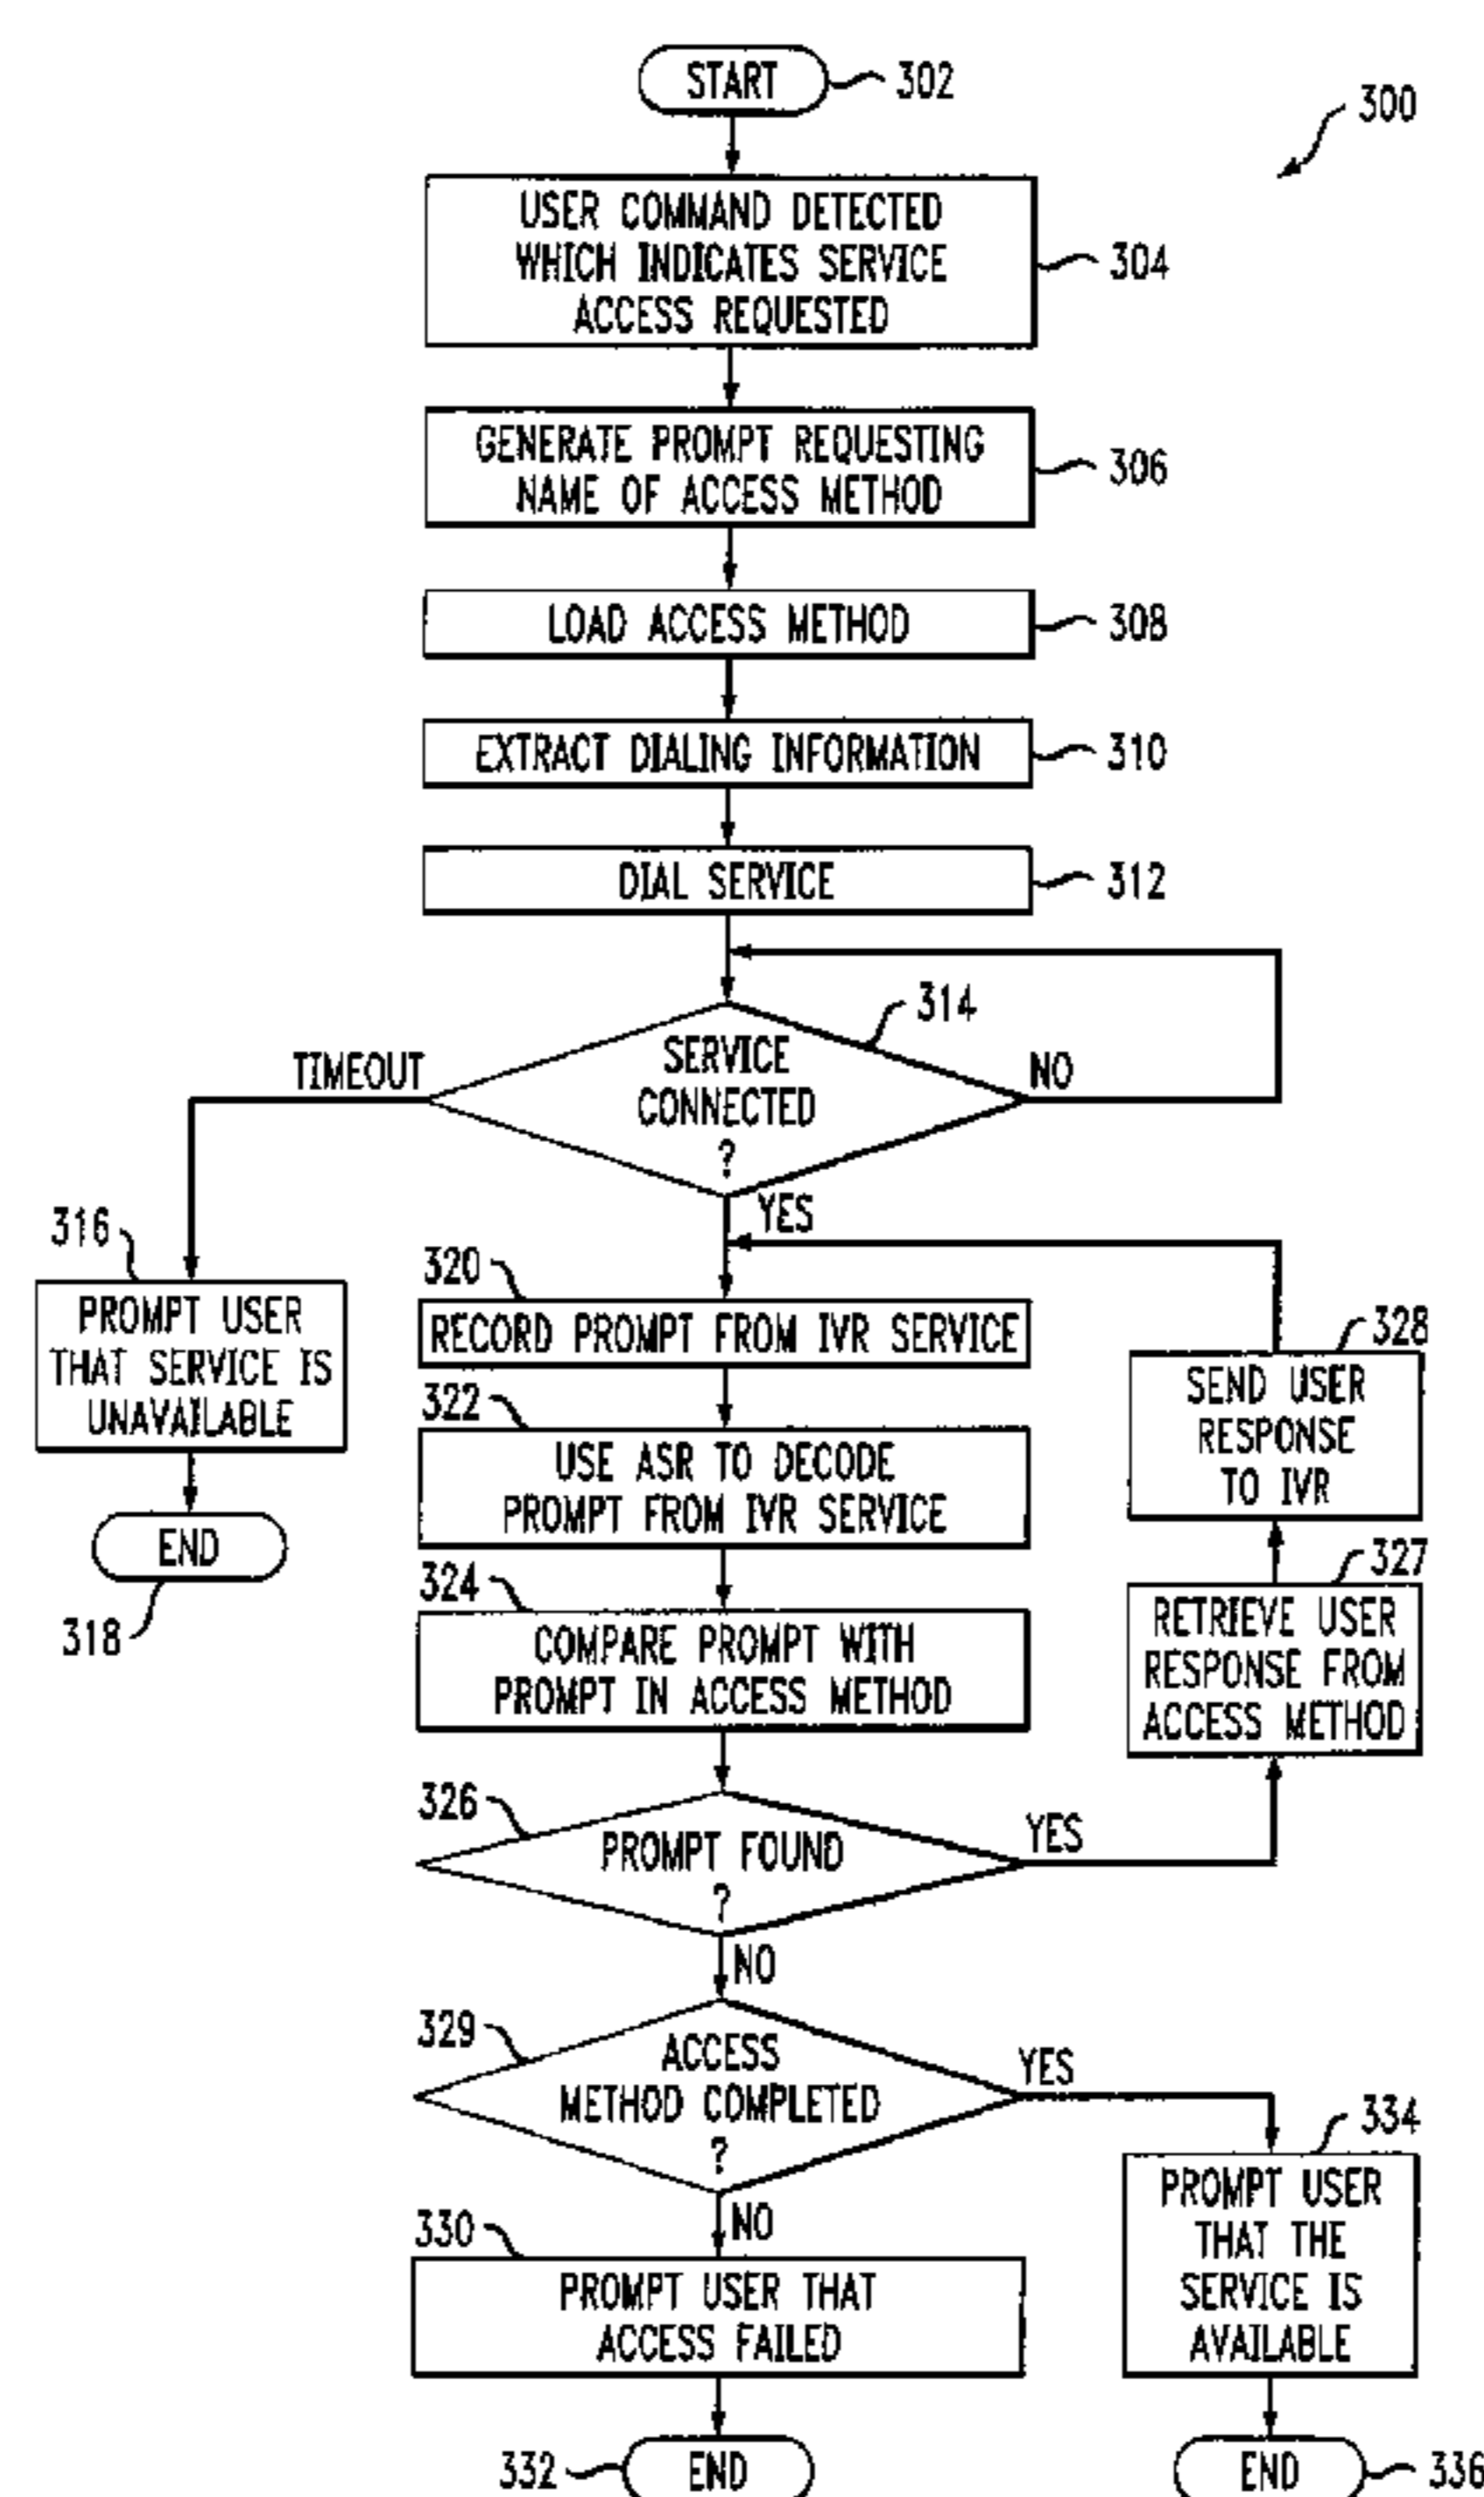 START
302
300
USER COMMAND DETECTED
WHICH INDICATES SERVICE
ACCESS REQUESTED
304
GENERATE PROMPT REQUESTING
NAME OF ACCESS METHOD
306
LOAD ACCESS METHOD
308
EXTRACT DIALING INFORMATION
310
DIAL SERVICE
312
314
SERVICE
CONNECTED
?
TIMEOUT
NO
YES
316
PROMPT USER
THAT SERVICE IS
UNAVAILABLE
END
318
320
RECORD PROMPT FROM IVR SERVICE
322
USE ASR TO DECODE
PROMPT FROM IVR SERVICE
324
COMPARE PROMPT WITH
PROMPT IN ACCESS METHOD
328
SEND USER
RESPONSE
TO IVR
327
RETRIEVE USER
RESPONSE FROM
ACCESS METHOD
326
PROMPT FOUND
?
YES
NO
329
ACCESS
METHOD COMPLETED
?
YES
NO
330
PROMPT USER THAT
ACCESS FAILED
334
PROMPT USER
THAT THE
SERVICE IS
AVAILABLE
332
END
END
336